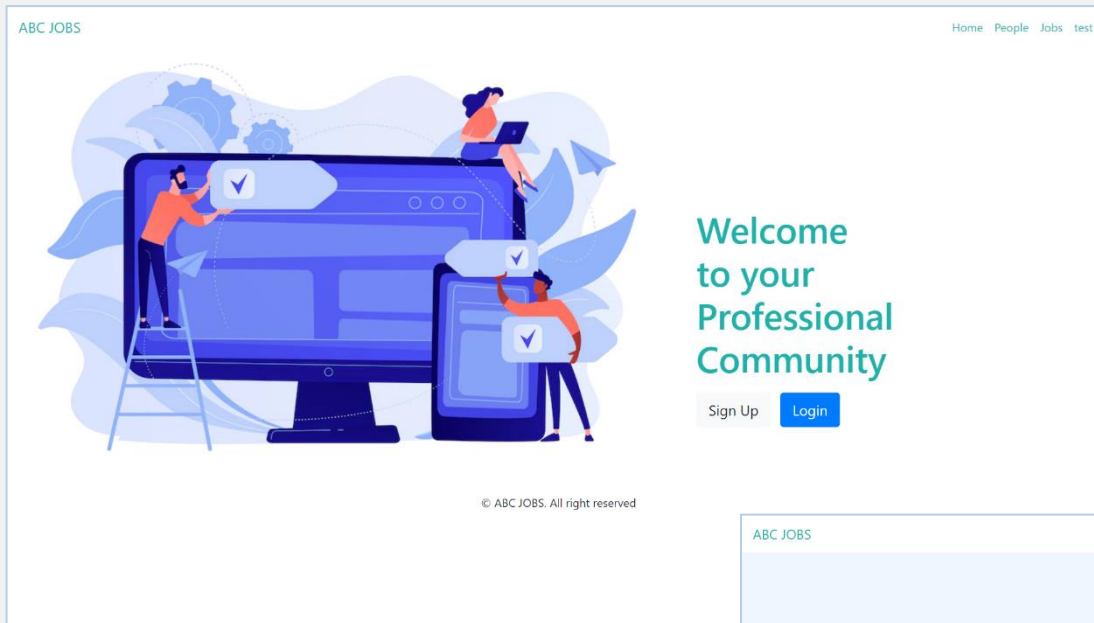 ABC JOBS
Home People Jobs test
Welcome
to your
Professional
Community
Sign Up Login
© ABC JOBS. All right reserved
ABC JOBS